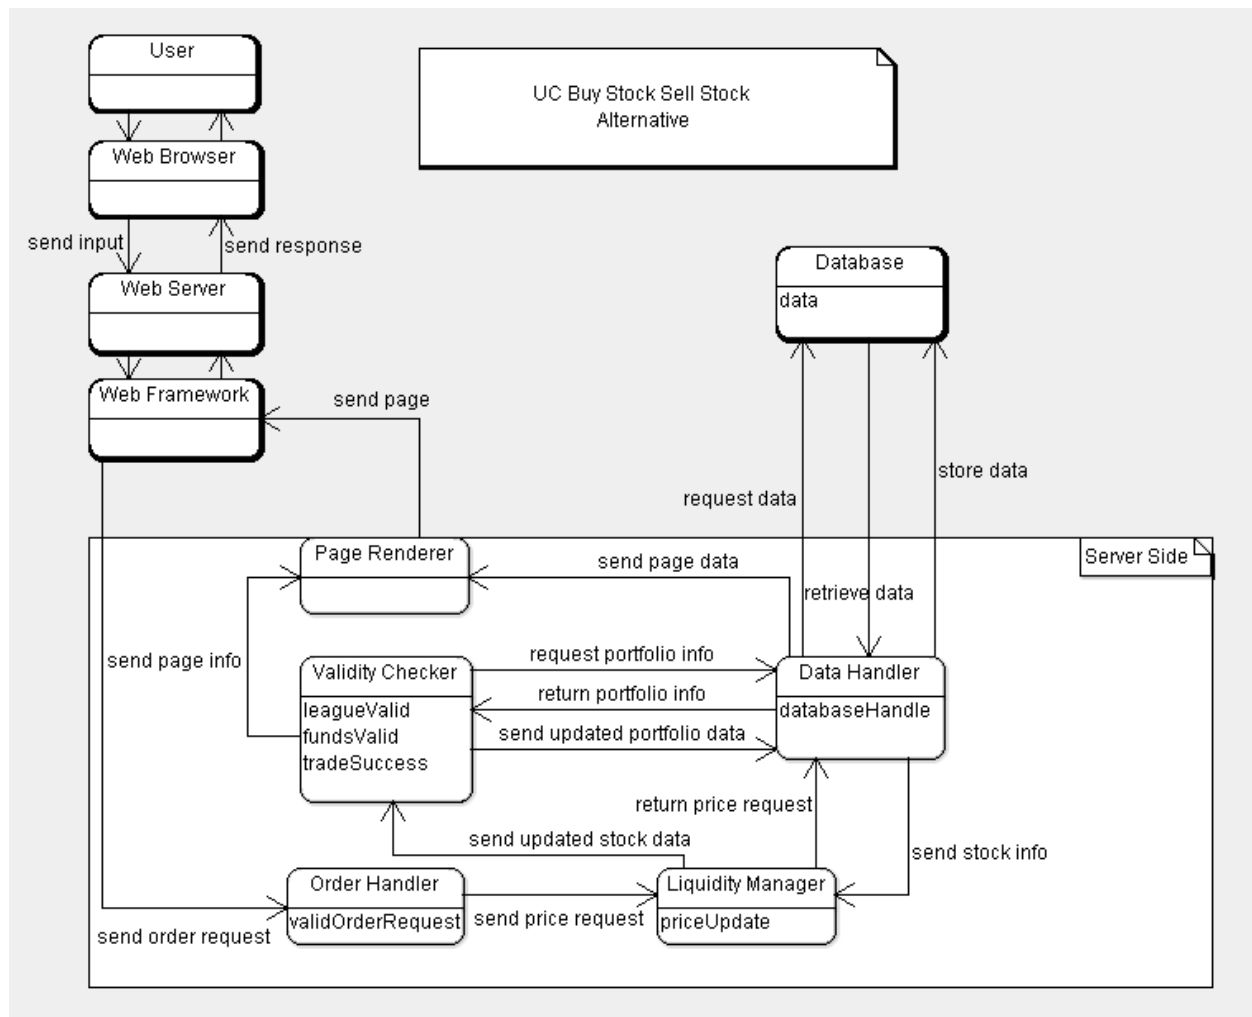 User
UC Buy Stock Sell Stock
Alternative
Web Browser
send input
send response
Web Server
Database
data
Web Framework
send page
store data
request data
Page Renderer
send page data
Server Side
retrieve data
send page info
request portfolio info
Validity Checker
Data Handler
return portfolio info
leagueValid
databaseHandle
fundsValid
send updated portfolio data
tradeSuccess
return price request
send updated stock data
send stock info
Order Handler
Liquidity Manager
validOrderRequest
send price request
priceUpdate
send order request